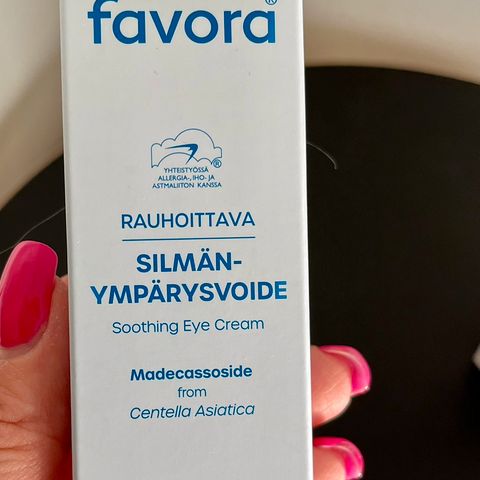 favora®
YHTEISTYÖSSÄ
ALLERGIA-, IHO- JA
ASTMALIITON KANSSA
®
RAUHOITTAVA
SILMÄN-
YMPÄRYSVOIDE
Soothing Eye Cream
Madecassoside
from
Centella Asiatica